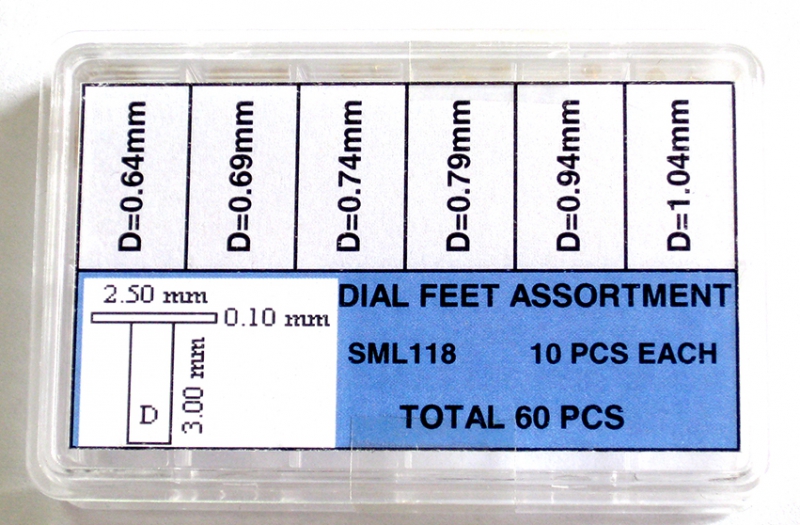 D=0.64mm
D=0.69mm
D=0.74mm
D=0.79mm
D=0.94mm
D=1.04mm
2.50 mm
0.10 mm
3.00 mm
D
DIAL FEET ASSORTMENT
SML118 10 PCS EACH
TOTAL 60 PCS